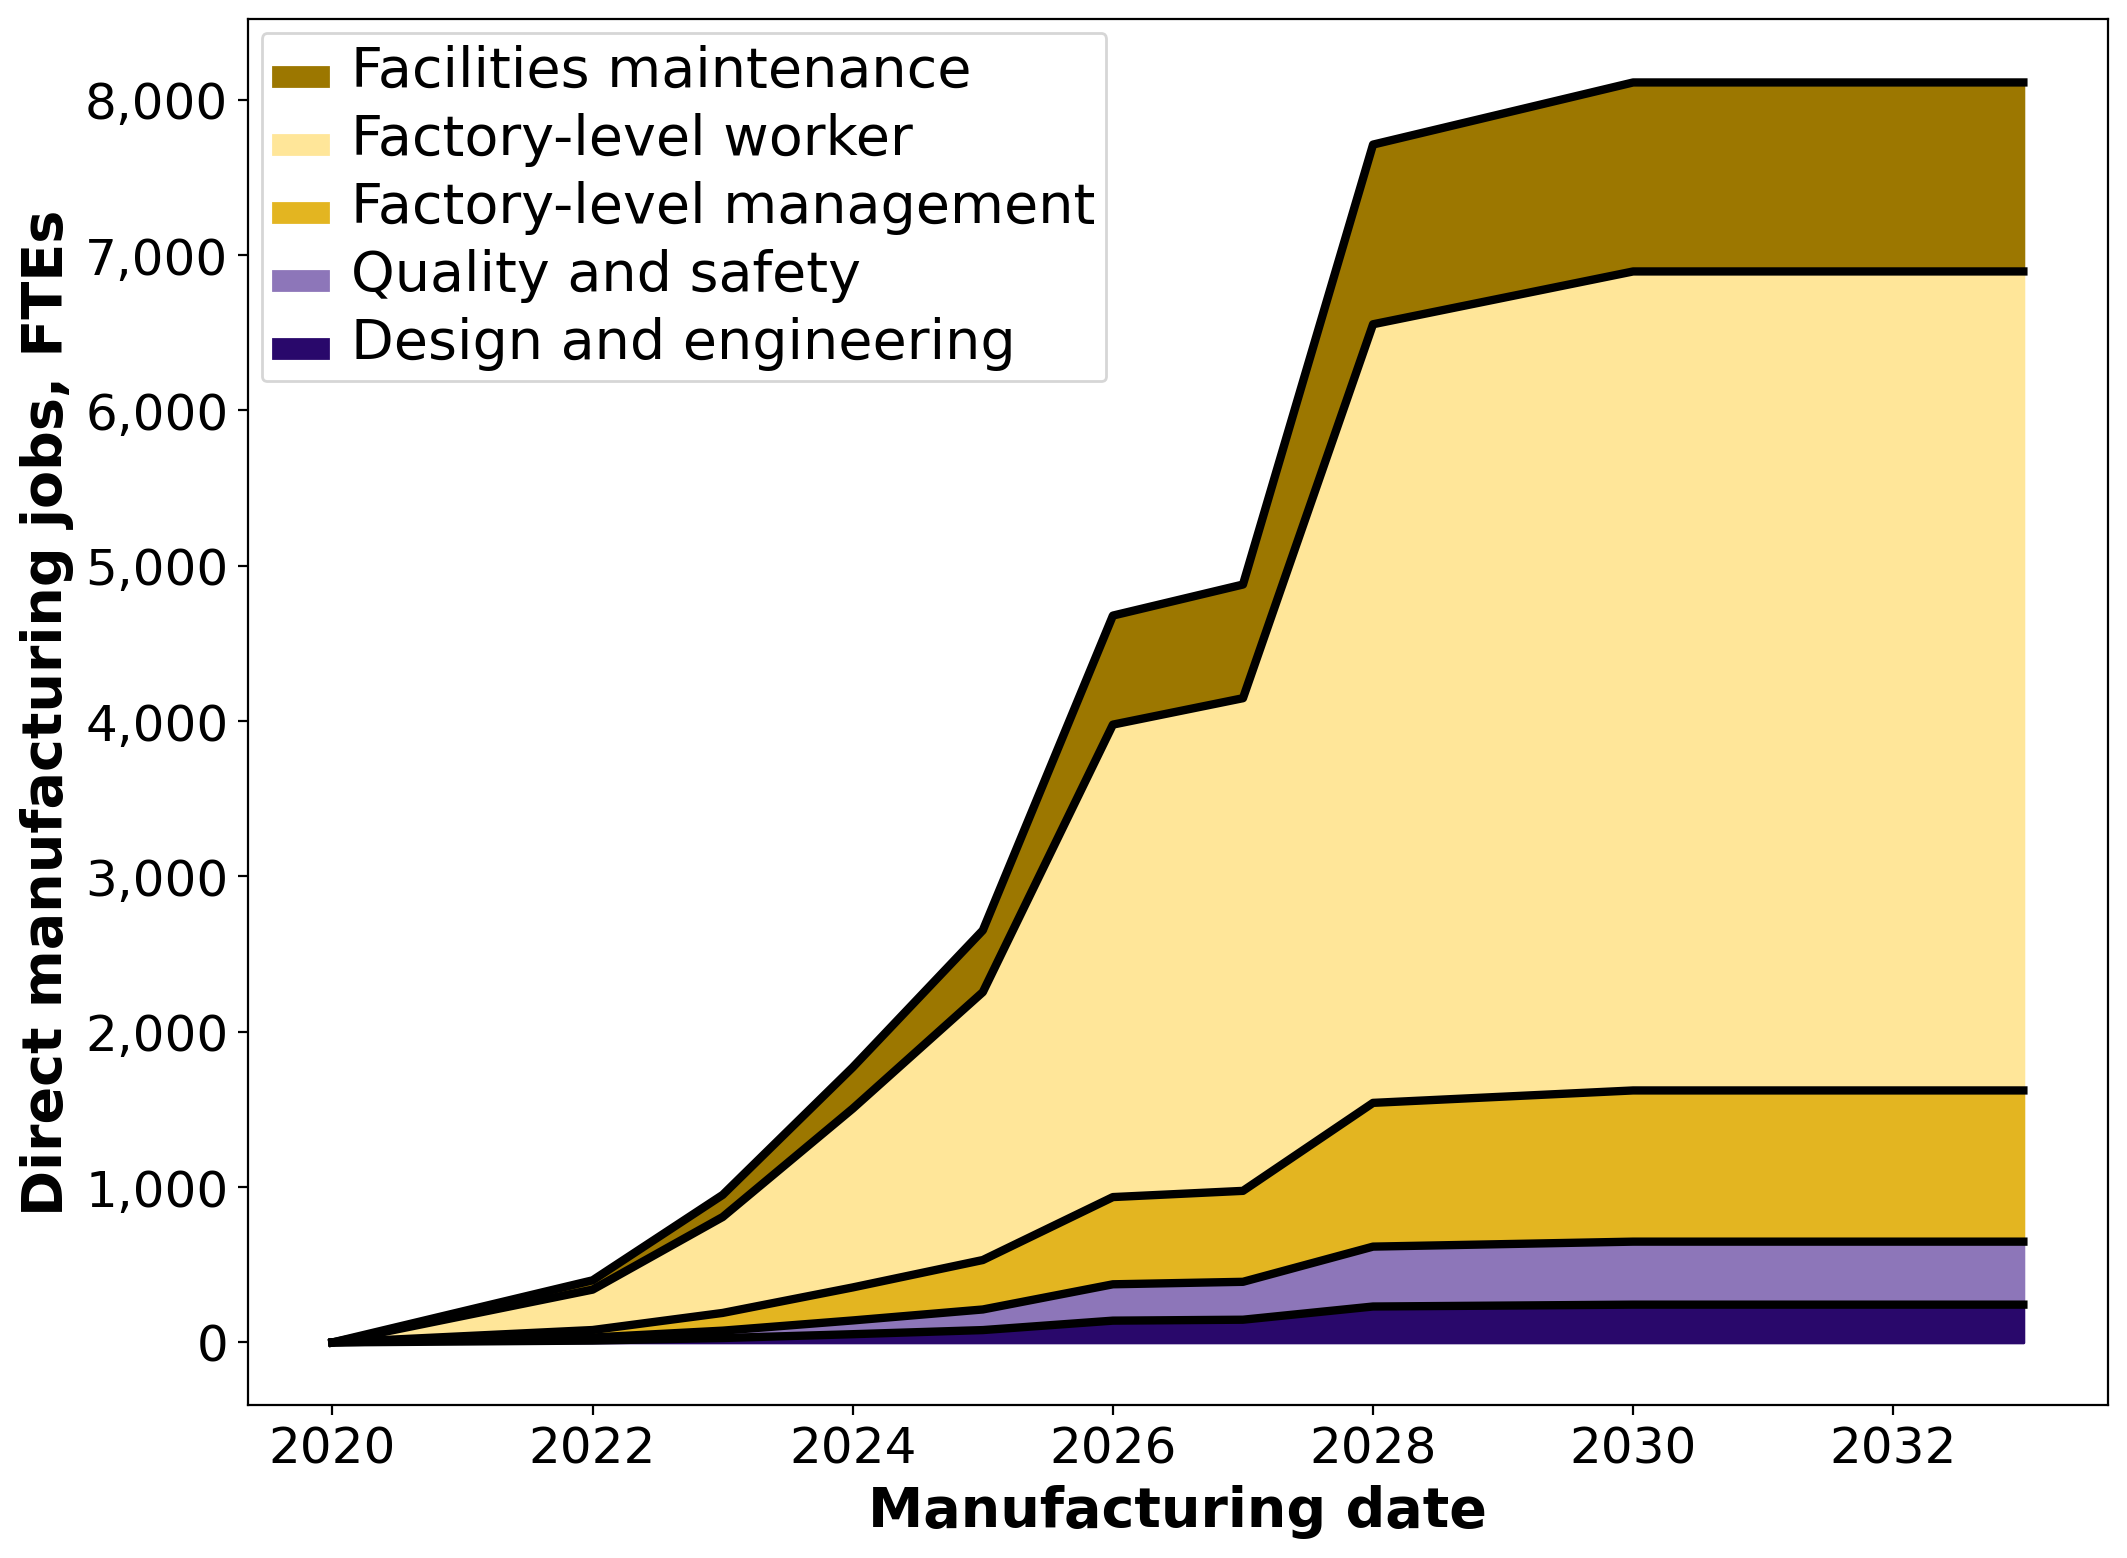 Facilities maintenance
Factory-level worker
Factory-level management
Quality and safety
Design and engineering
Direct manufacturing jobs, FTEs
8,000
7,000
6,000
5,000
4,000
3,000
2,000
1,000
0
2020 2022 2024 2026 2028 2030 2032
Manufacturing date